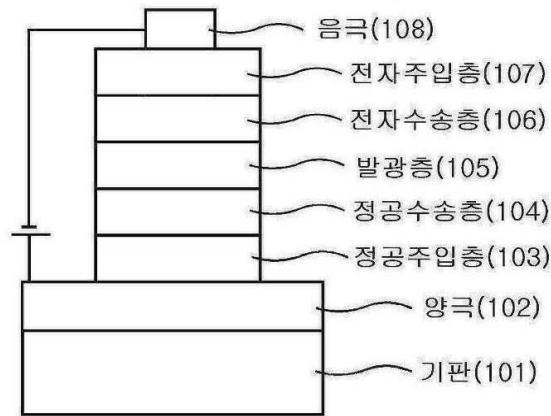 음극(108)
전자주입층(107)
전자수송층(106)
발광층(105)
정공수송층(104)
정공주입층(103)
양극(102)
기판(101)